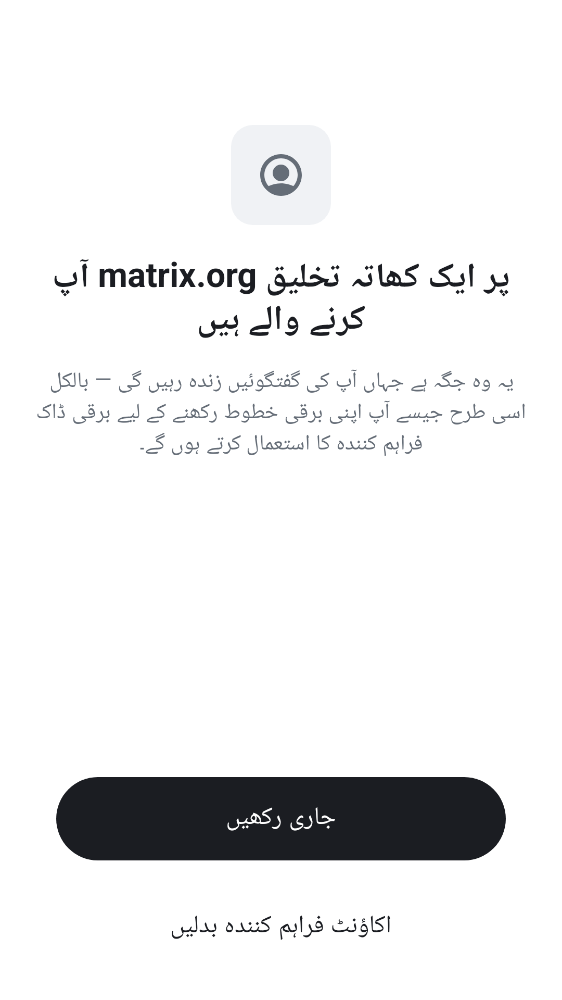 آپ matrix.org پر ایک کھاتہ تخلیق
کرنے والے ہیں
یہ وہ جگہ ہے جہاں آپ کی گفتگوئیں زندہ رہیں گی — بالکل
اسی طرح جیسے آپ اپنی برقی خطوط رکھنے کے لیے برقی ڈاک
فراہم کنندہ کا استعمال کرتے ہوں گے۔
جاری رکھیں
اکاؤنٹ فراہم کنندہ بدلیں